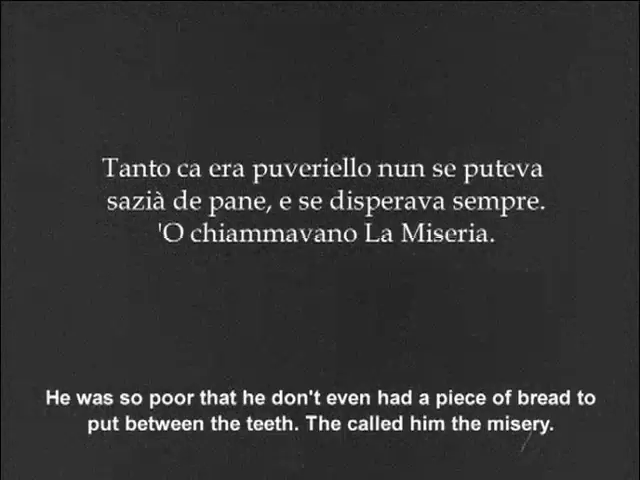 Tanto ca era puveriello nun se puteva
sazià de pane, e se disperava sempre.
'O chiammavano La Miseria.
He was so poor that he don't even had a piece of bread to
put between the teeth. The called him the misery.